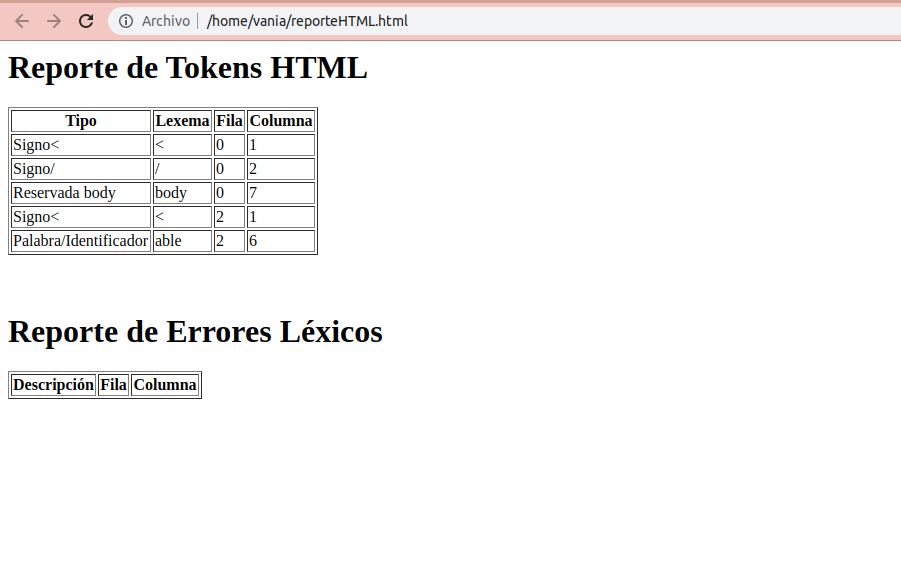 Archivo /home/vania/reporteHTML.html
Reporte de Tokens HTML
Tipo Lexema Fila Columna
Signo< < 0 1
Signo/ / 0 2
Reservada body body 0 7
Signo< < 2 1
Palabra/Identificador able 2 6
Reporte de Errores Léxicos
Descripción Fila Columna